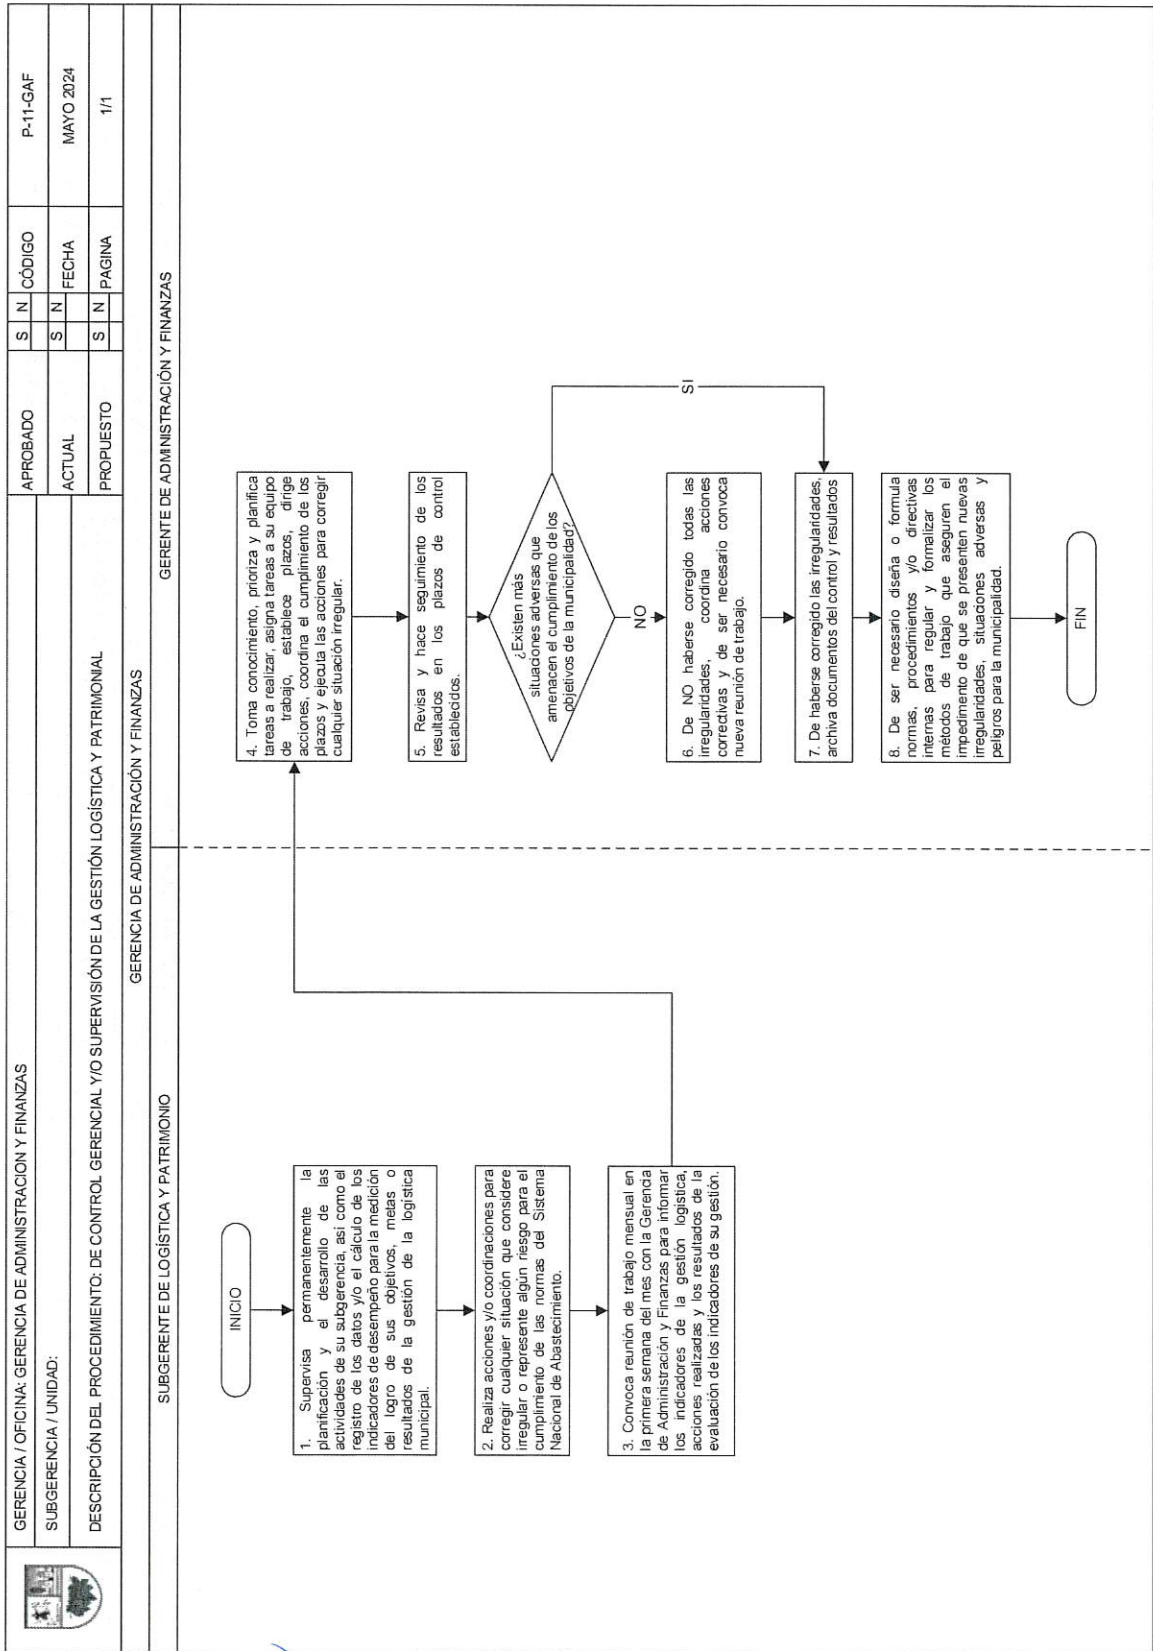 GERENCIA / OFICINA: GERENCIA DE ADMINISTRACION Y FINANZAS
APROBADO
S N
CÓDIGO
P-11-GAF
SUBGERENCIA / UNIDAD:
ACTUAL
S N
FECHA
MAYO 2024
DESCRIPCIÓN DEL PROCEDIMIENTO: DE CONTROL GERENCIAL Y/O SUPERVISIÓN DE LA GESTIÓN LOGÍSTICA Y PATRIMONIAL
PROPUESTO
S N
PAGINA
1/1
GERENCIA DE ADMINISTRACIÓN Y FINANZAS
SUBGERENTE DE LOGÍSTICA Y PATRIMONIO
GERENTE DE ADMINISTRACIÓN Y FINANZAS
INICIO
1. Supervisa permanentemente la
planificación y el desarrollo de las
actividades de su subgerencia, así como el
registro de los datos y/o el cálculo de los
indicadores de desempeño para la medición
del logro de sus objetivos, metas o
resultados de la gestión de la logística
municipal.
2. Realiza acciones y/o coordinaciones para
corregir cualquier situación que considere
irregular o represente algún riesgo para el
cumplimiento de las normas del Sistema
Nacional de Abastecimiento.
3. Convoca reunión de trabajo mensual en
la primera semana del mes con la Gerencia
de Administración y Finanzas para informar
los indicadores de la gestión logística,
acciones realizadas y los resultados de la
evaluación de los indicadores de su gestión.
4. Toma conocimiento, prioriza y planifica
tareas a realizar, asigna tareas a su equipo
de trabajo, establece plazos, dirige
acciones, coordina el cumplimiento de los
plazos y ejecuta las acciones para corregir
cualquier situación irregular.
5. Revisa y hace seguimiento de los
resultados en los plazos de control
establecidos.
¿Existen más
situaciones adversas que
amenacen el cumplimiento de los
objetivos de la municipalidad?
NO
SI
6. De NO haberse corregido todas las
irregularidades, coordina acciones
correctivas y de ser necesario convoca
nueva reunión de trabajo.
7. De haberse corregido las irregularidades,
archiva documentos del control y resultados
8. De ser necesario diseña o formula
normas, procedimientos y/o directivas
internas para regular y formalizar los
métodos de trabajo que aseguren el
impedimento de que se presenten nuevas
irregularidades, situaciones adversas y
peligros para la municipalidad.
FIN